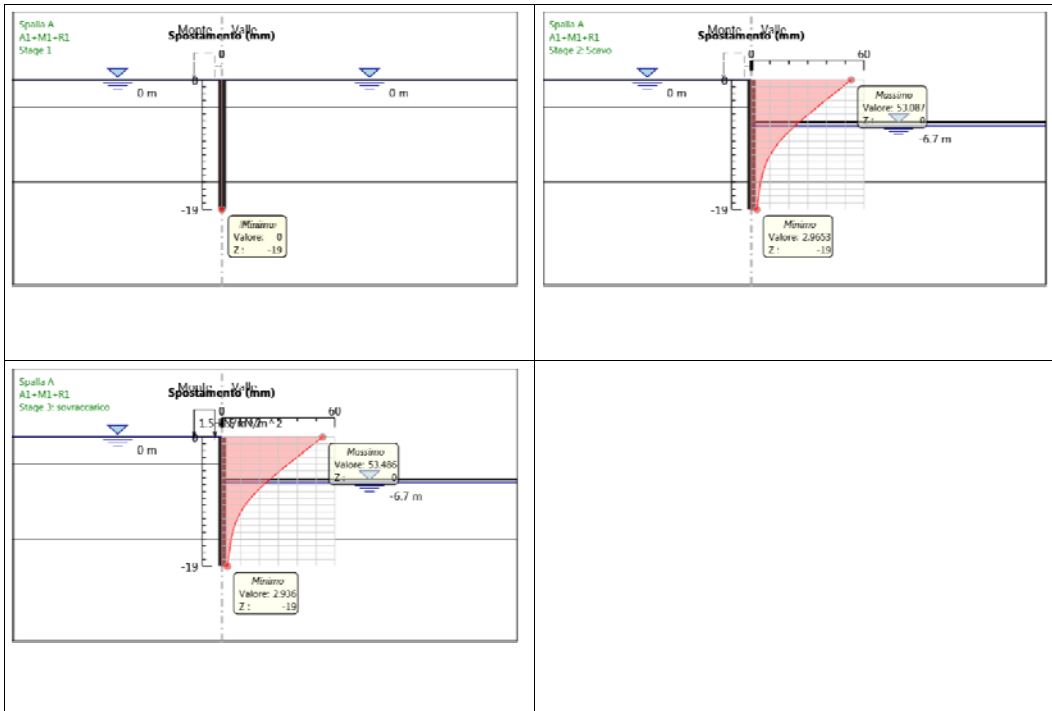 Spalla A
A1+M1+R1
Stage 1
Monte Valle
Spostamento (mm)
0
0
0 m
0 m
-19
Minimo
Valore: 0
Z : -19
Spalla A
A1+M1+R1
Stage 2: Scavo
Monte Valle
Spostamento (mm)
0 60
0
0 m
Massimo
Valore: 53.087
Z : 0
-6.7 m
-19
Minimo
Valore: 2.9653
Z : -19
Spalla A
A1+M1+R1
Stage 3: sovraccarico
Monte Valle
Spostamento (mm)
0 60
0
0 m
Massimo
Valore: 53.486
Z : 0
-6.7 m
-19
Minimo
Valore: 2.936
Z : -19